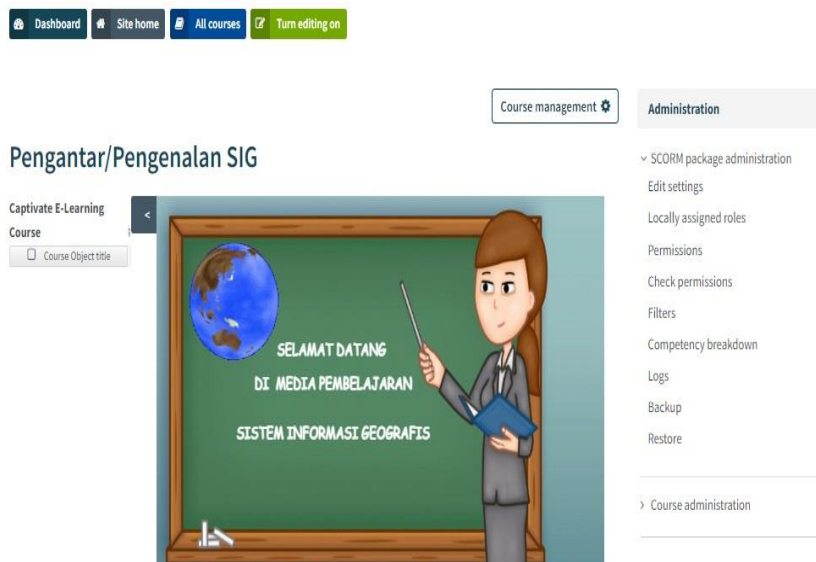 Dashboard
Site home
All courses
Turn editing on
Course management
Administration
Pengantar/Pengenalan SIG
SCORM package administration
Edit settings
Locally assigned roles
Permissions
Check permissions
Filters
Competency breakdown
Logs
Backup
Restore
Course administration
Captivate E-Learning
Course
Course Object title
<
SELAMAT DATANG
DI MEDIA PEMBELAJARAN
SISTEM INFORMASI GEOGRAFIS